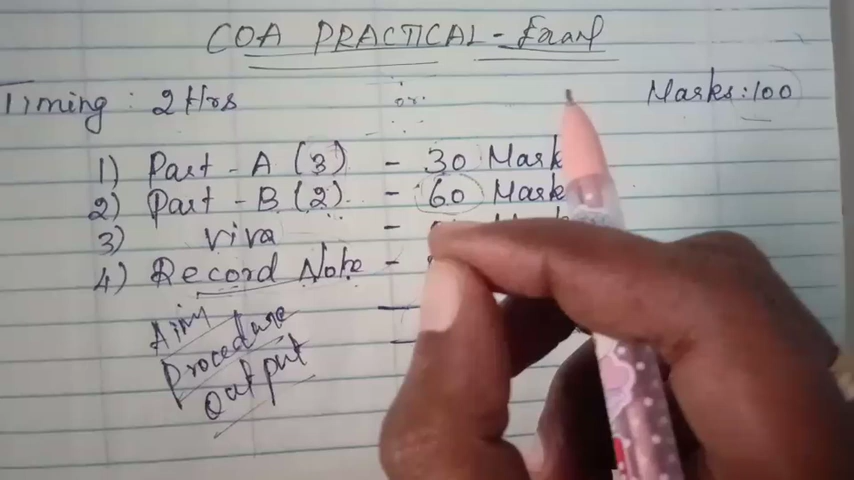 COA PRACTICAL - Exam
Timing : 2 Hrs or Marks : 100
1) Part - A (3) - 30 Mark
2) Part - B (2) - 60 Mark
3) Viva -
4) Record Note -
Aim
Procedure
Output